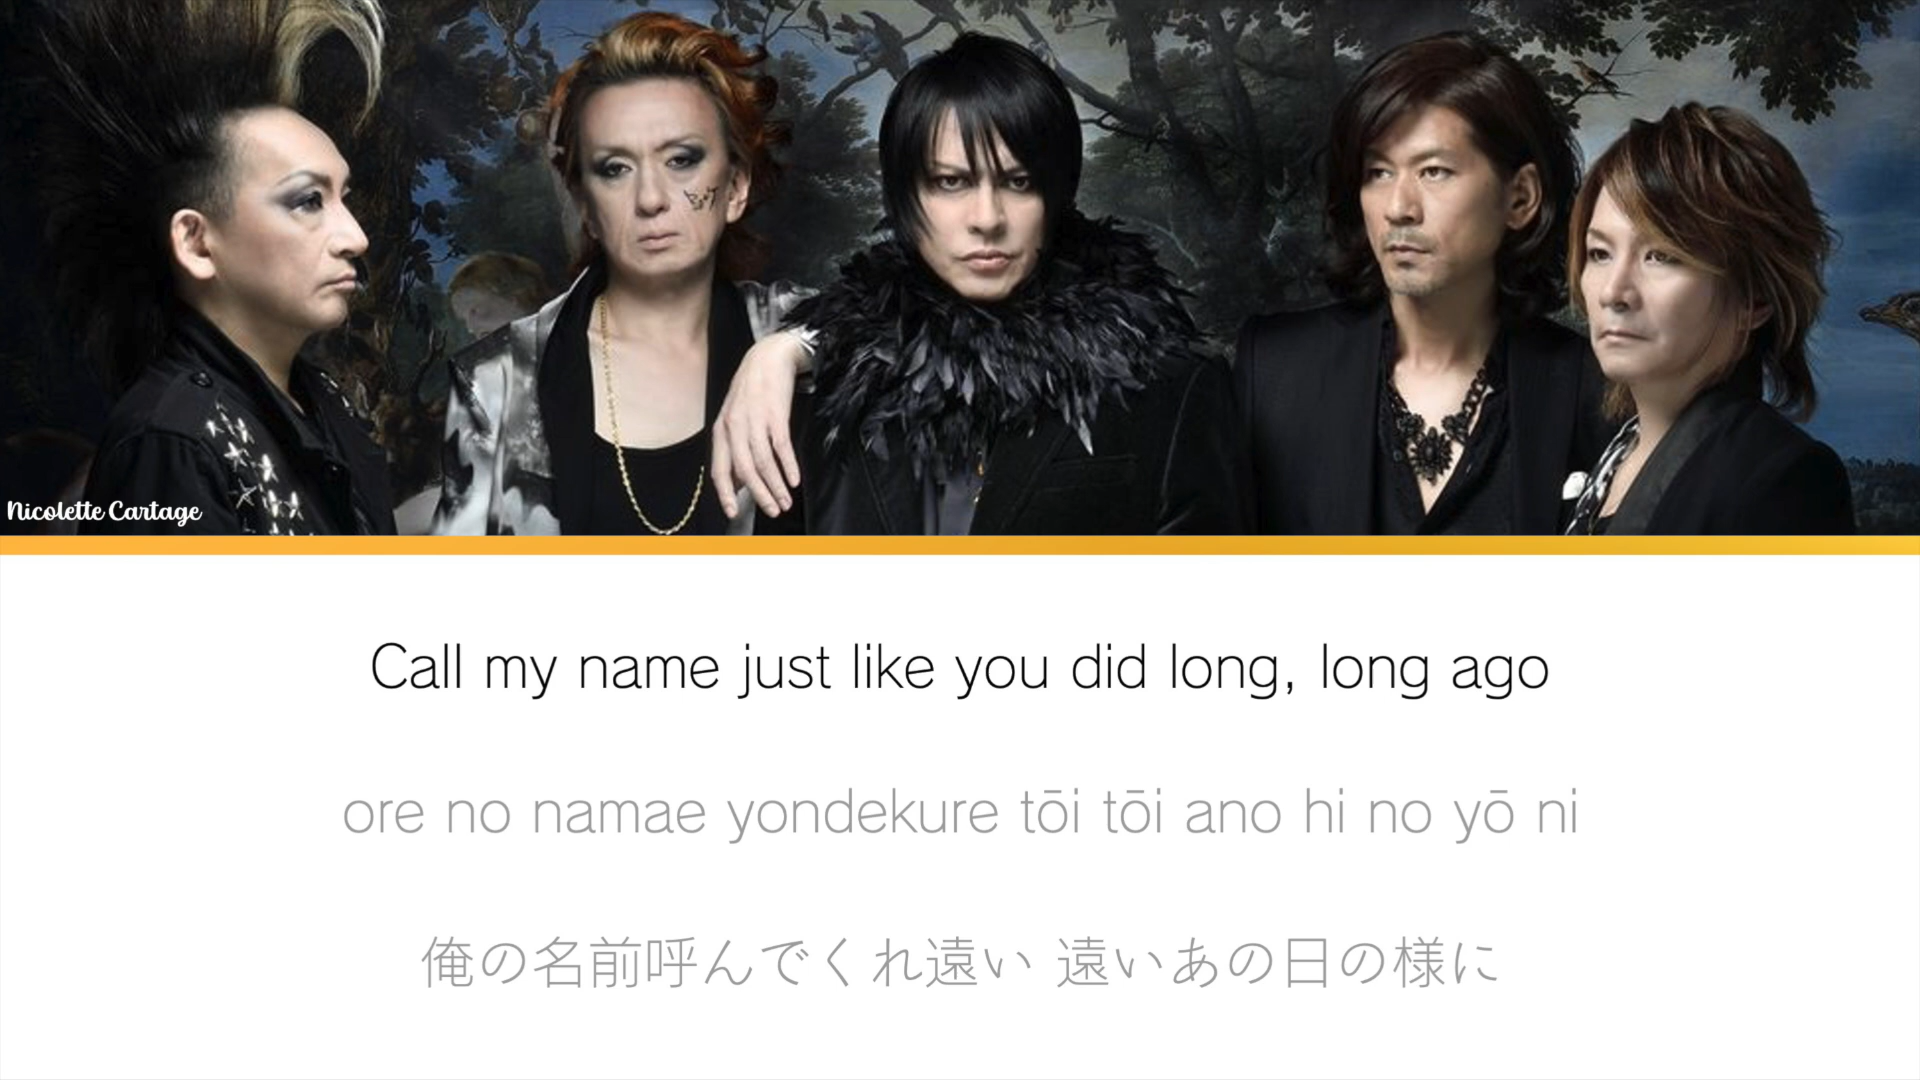 Nicolette Cartage
Call my name just like you did long, long ago
ore no namae yondekure tōi tōi ano hi no yō ni
俺の名前呼んでくれ遠い 遠いあの日の様に